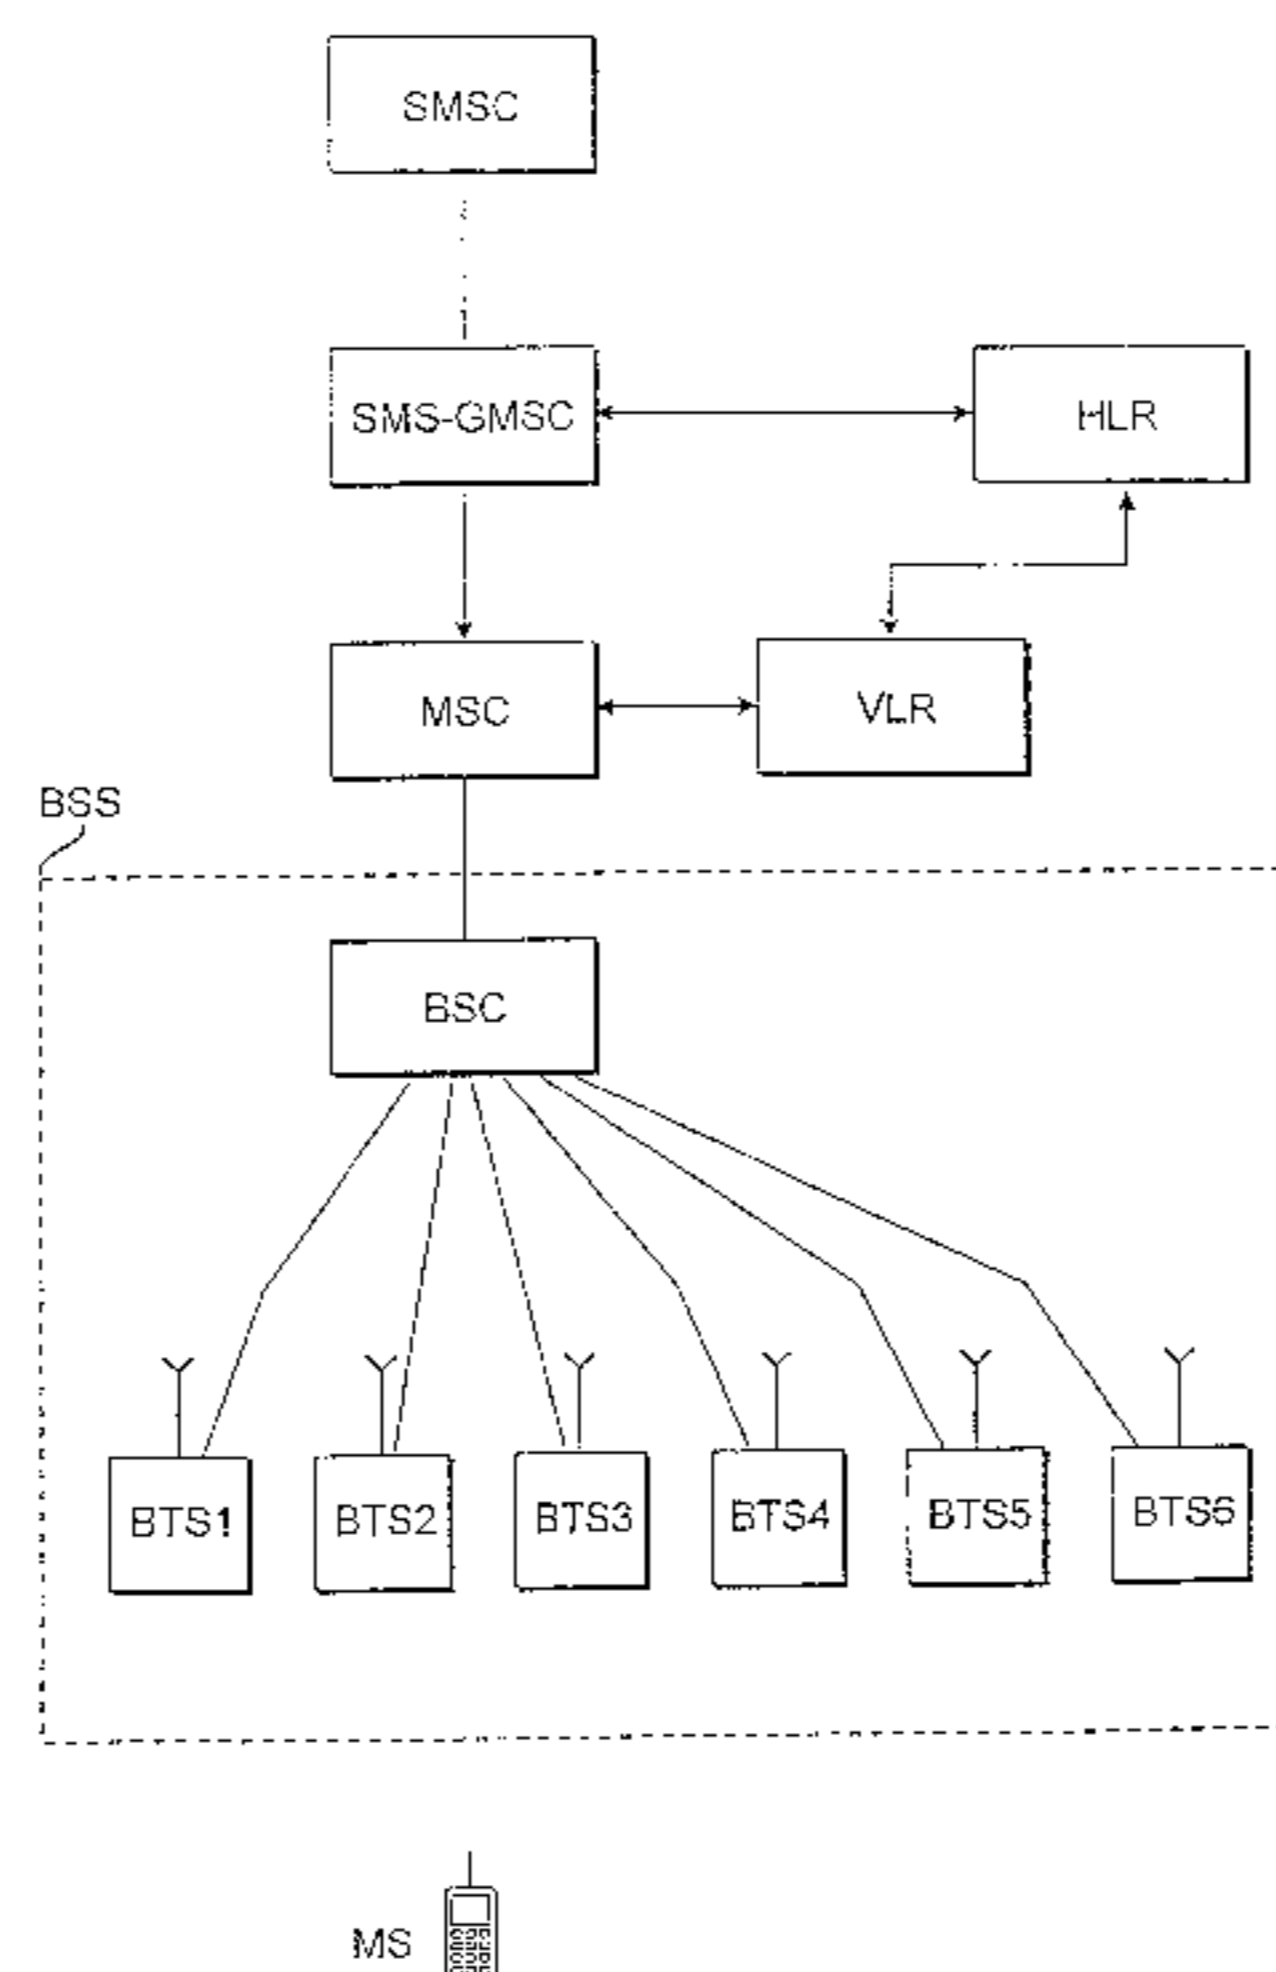 SMSC
SMS-GMSC
HLR
MSC
VLR
BSS
BSC
BTS1
BTS2
BTS3
BTS4
BTS5
BTS6
MS